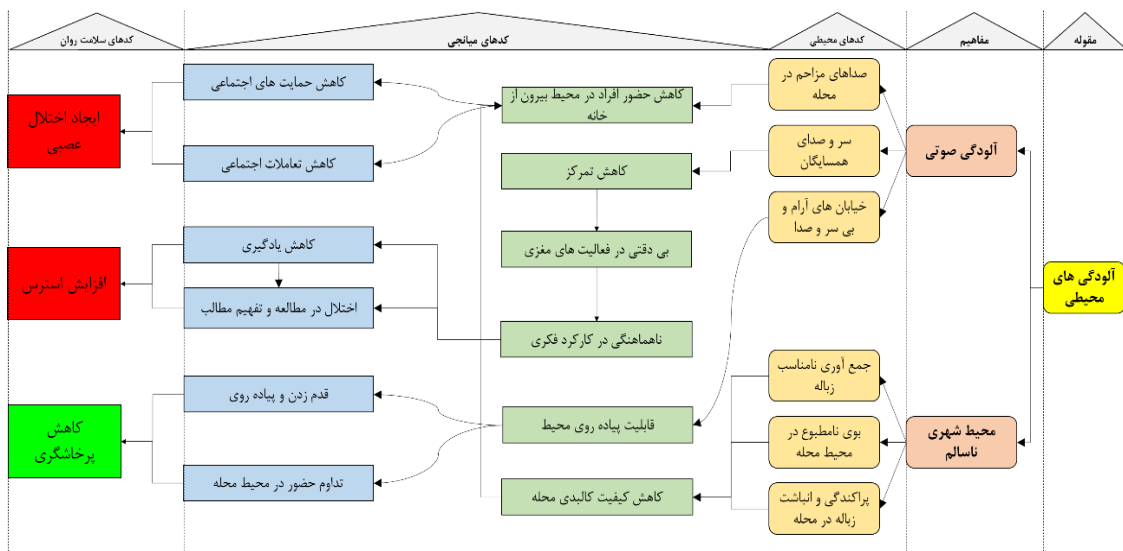 مقوله
مفاهیم
کدهای محیطی
کدهای میانجی
کدهای سلامت روان
آلودگی های
محیطی
آلودگی صوتی
محیط شهری
ناسالم
صداهای مزاحم در
محله
سر و صدای
همسایگان
خیابان های آرام و
بی سر و صدا
جمع آوری نامناسب
زباله
بوی نامطبوع در
محیط محله
پراکندگی و انباشت
زباله در محله
کاهش حضور افراد در محیط بیرون از
خانه
کاهش تمرکز
بی دقتی در فعالیت های مغزی
ناهماهنگی در کارکرد فکری
قابلیت پیاده روی محیط
کاهش کیفیت کالبدی محله
کاهش حمایت های اجتماعی
کاهش تعاملات اجتماعی
کاهش یادگیری
اختلال در مطالعه و تفهیم مطالب
قدم زدن و پیاده روی
تداوم حضور در محیط محله
ایجاد اختلال
عصبی
افزایش استرس
کاهش
پرخاشگری